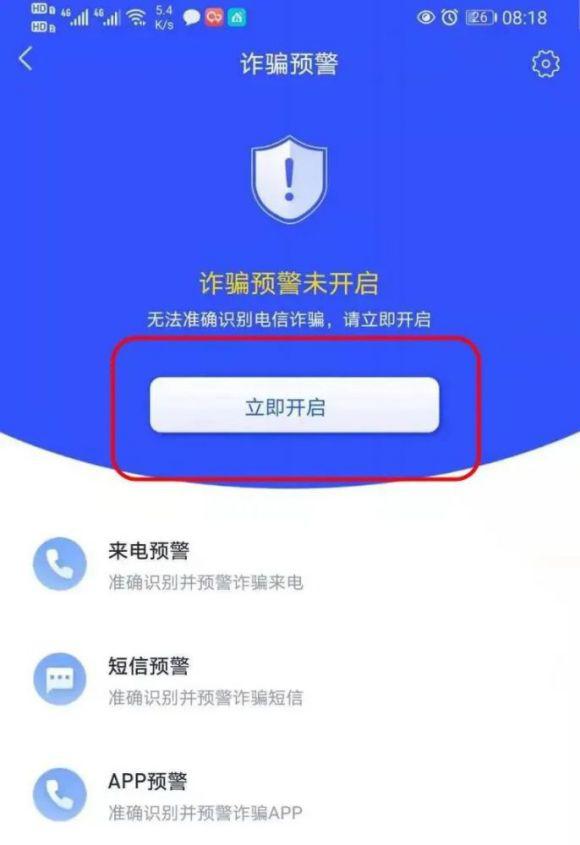 HD 4G 4G 5.4 K/s 26 08:18
HD
诈骗预警
诈骗预警未开启
无法准确识别电信诈骗，请立即开启
立即开启
来电预警
准确识别并预警诈骗来电
短信预警
准确识别并预警诈骗短信
APP预警
准确识别并预警诈骗APP